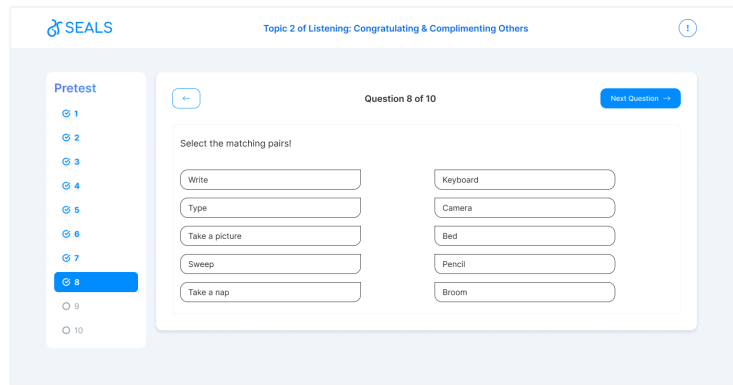 SEALS
Topic 2 of Listening: Congratulating & Complimenting Others
!
Pretest
1
2
3
4
5
6
7
8
9
10
←
Question 8 of 10
Next Question →
Select the matching pairs!
Write
Keyboard
Type
Camera
Take a picture
Bed
Sweep
Pencil
Take a nap
Broom